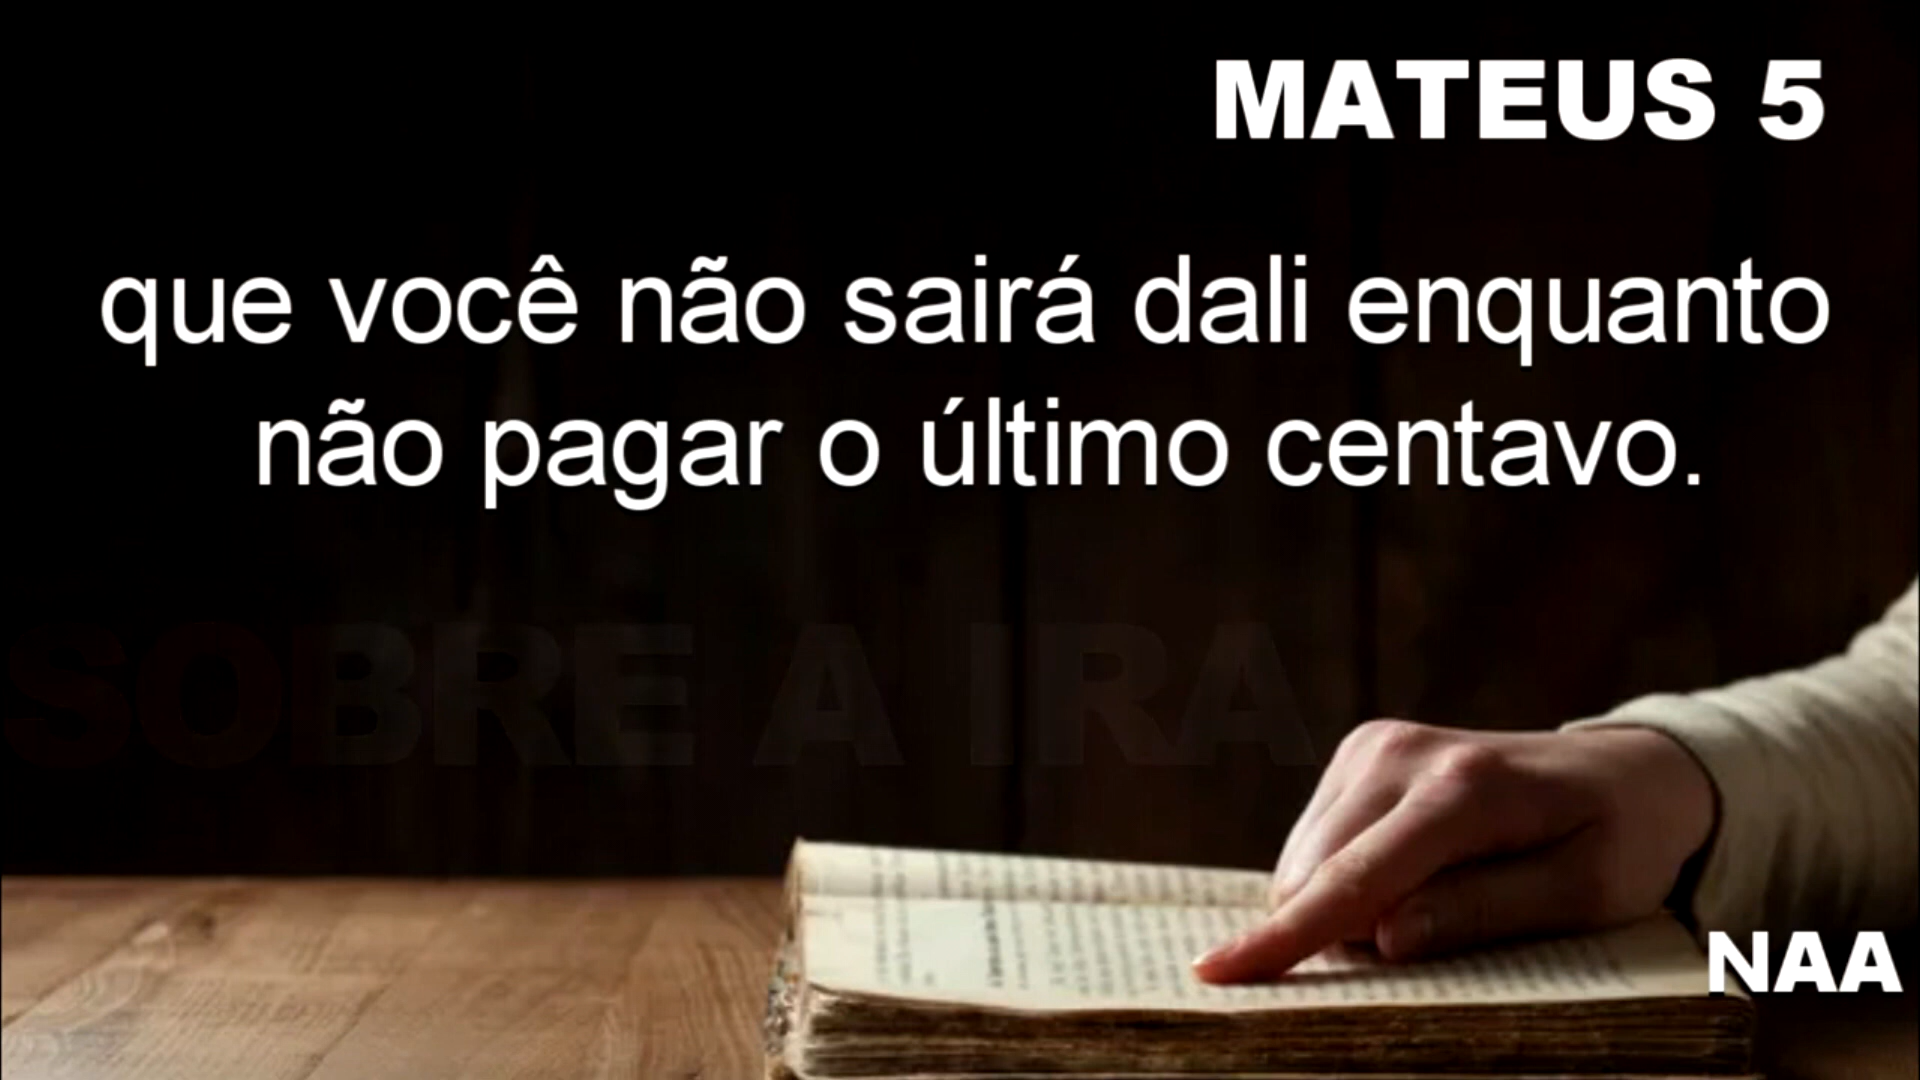 MATEUS 5
que você não sairá dali enquanto
não pagar o último centavo.
SOBRE A IRA
NAA